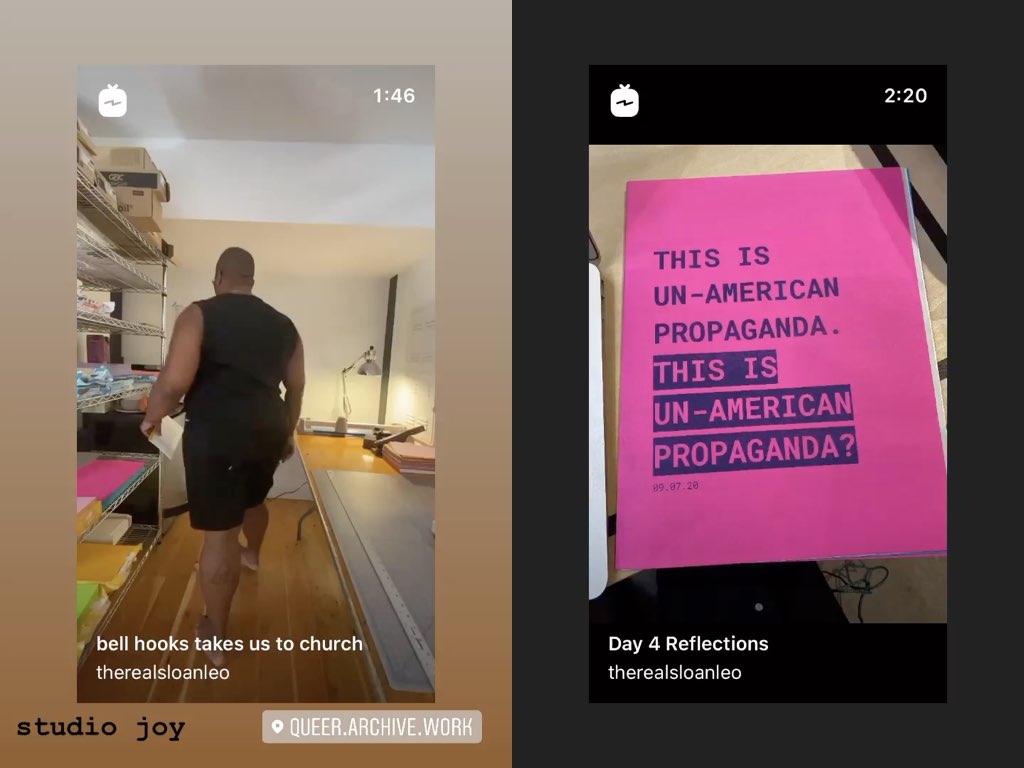 1:46
GBC
bell hooks takes us to church
therealsloanleo
studio joy
QUEER.ARCHIVE.WORK
2:20
THIS IS
UN-AMERICAN
PROPAGANDA.
THIS IS
UN-AMERICAN
PROPAGANDA?
09.07.20
Day 4 Reflections
therealsloanleo